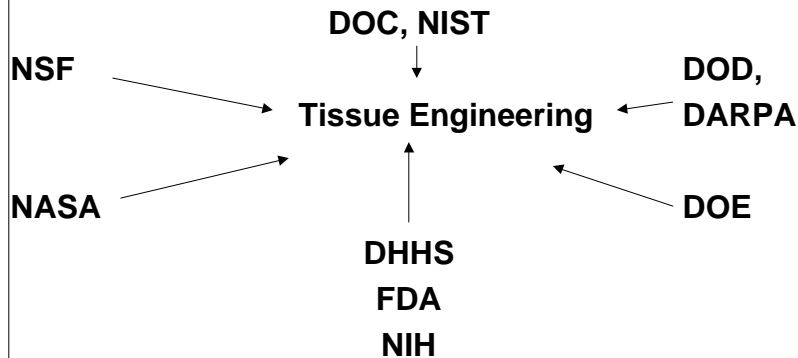 DOC, NIST
NSF
DOD,
DARPA
Tissue Engineering
NASA
DOE
DHHS
FDA
NIH